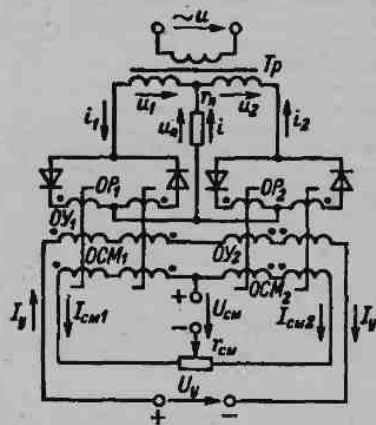 ~u
Тр
u₁ rн u₂
i₁ uн i i₂
ОР₁ ОР₂
ОУ₁ ОУ₂
ОСМ₁ ОСМ₂
Iу Iсм1 + Uсм Iсм2 Iу
− rсм
Uу
+ −